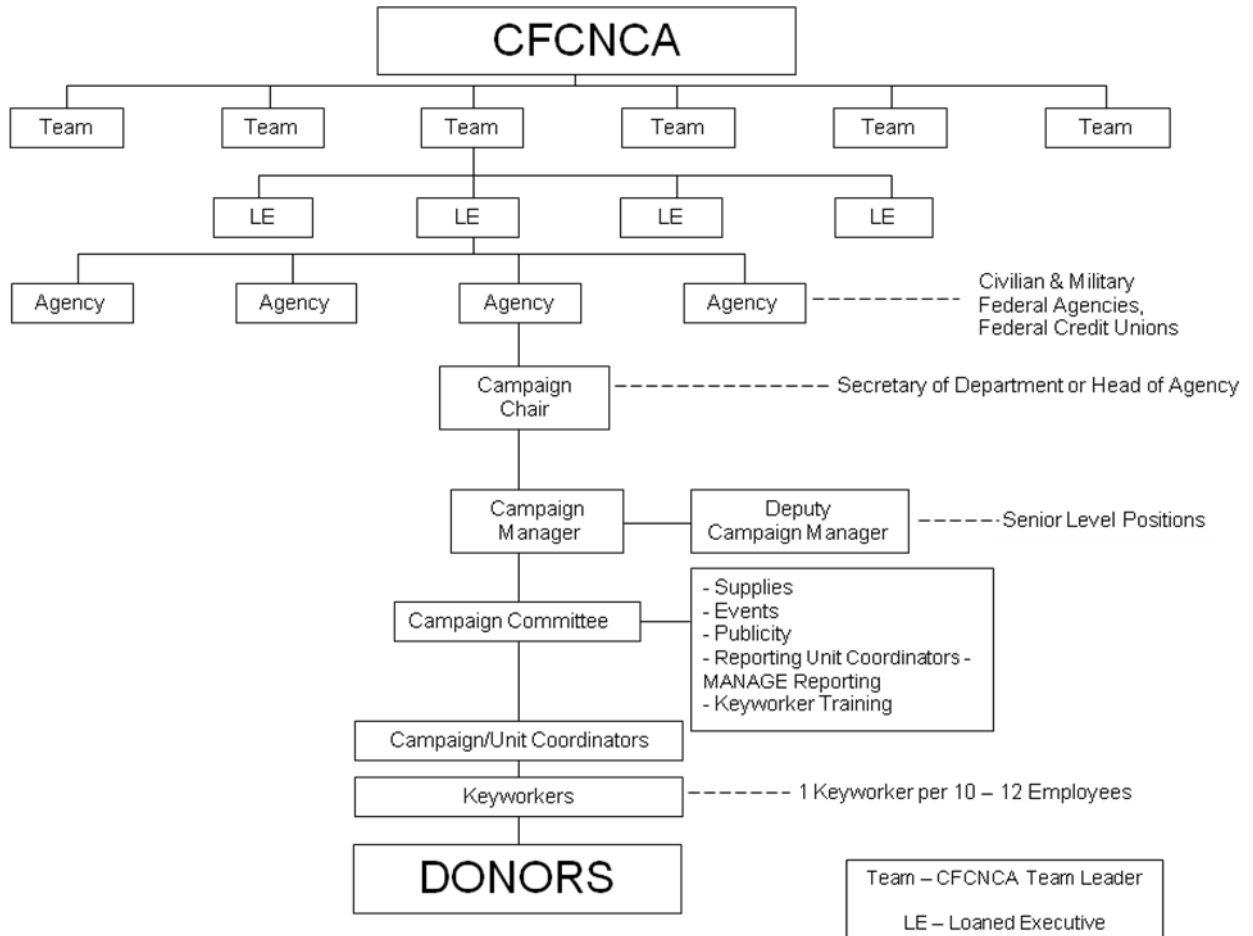 CFCNCA
Team
Team
Team
Team
Team
Team
LE
LE
LE
LE
Agency
Agency
Agency
Agency
Civilian & Military
Federal Agencies,
Federal Credit Unions
Campaign
Chair
Secretary of Department or Head of Agency
Campaign
Manager
Deputy
Campaign Manager
Senior Level Positions
Campaign Committee
- Supplies
- Events
- Publicity
- Reporting Unit Coordinators -
MANAGE Reporting
- Keyworker Training
Campaign/Unit Coordinators
Keyworkers
1 Keyworker per 10 – 12 Employees
DONORS
Team – CFCNCA Team Leader
LE – Loaned Executive